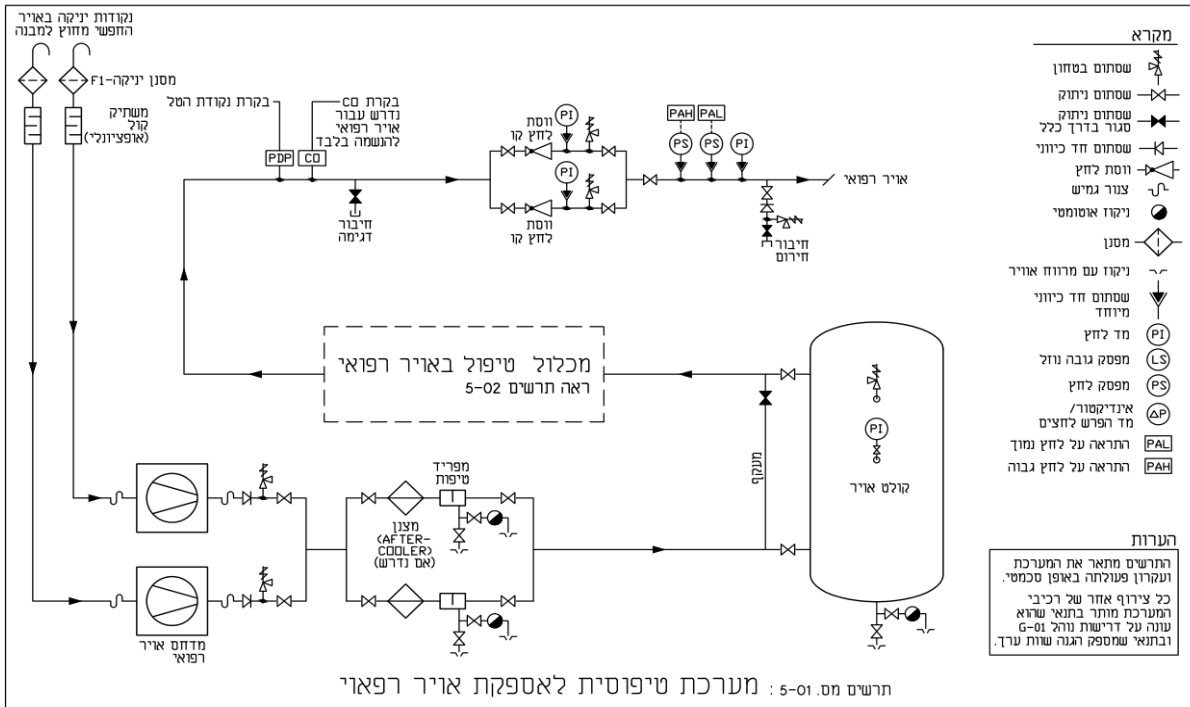 נקודות יניקה באויר
החפשי מחוץ למבנה
מסנן יניקה-F1
משתיק
קול
(אופציונלי)
בקרת נקודת הטל
בקרת CO
נדרש עבור
אויר רפואי
להנשמה בלבד
PDP
CO
חיבור
דגימה
ווסת
לחץ קו
PI
PI
ווסת
לחץ קו
PAH
PAL
PS
PS
PI
אויר רפואי
חיבור
חירום
מכלול טיפול באויר רפואי
ראה תרשים 5-02
מעקף
PI
קולט אויר
מפריד
טיפות
מצנן
(AFTER-
COOLER)
(אם נדרש)
מדחס אויר
רפואי
מקרא
שסתום בטחון
שסתום ניתוק
שסתום ניתוק
סגור בדרך כלל
שסתום חד כיווני
ווסת לחץ
צנור גמיש
ניקוז אוטומטי
מסנן
ניקוז עם מרווח אוויר
שסתום חד כיווני
מיוחד
מד לחץ PI
מפסק גובה נוזל LS
מפסק לחץ PS
אינדיקטור/
מד הפרש לחצים ΔP
התראה על לחץ נמוך PAL
התראה על לחץ גבוה PAH
הערות
התרשים מתאר את המערכת
ועקרון פעולתה באופן סכמטי.
כל צירוף אחר של רכיבי
המערכת מותר בתנאי שהוא
עונה על דרישות נוהל G-01
ובתנאי שמספק הגנה שוות ערך.
תרשים מס. 5-01 : מערכת טיפוסית לאספקת אויר רפאוי